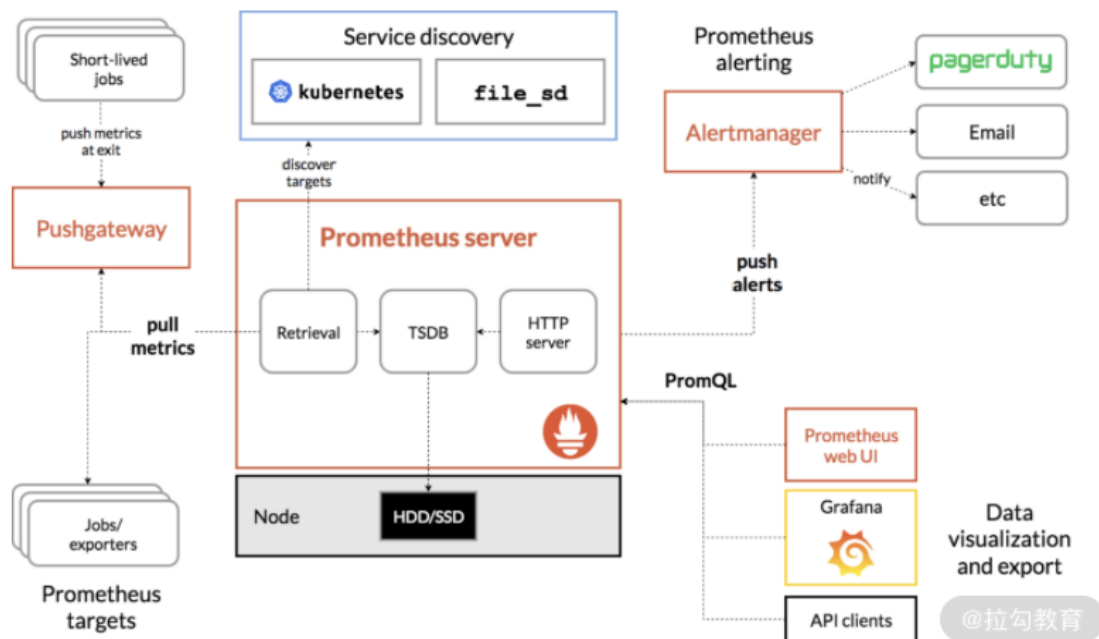 Short-lived
jobs
push metrics
at exit
Pushgateway
Service discovery
kubernetes
file_sd
discover
targets
Prometheus
alerting
Alertmanager
pagerduty
Email
notify
etc
Prometheus server
push
alerts
pull
metrics
Retrieval
TSDB
HTTP
server
PromQL
Node
HDD/SSD
Jobs/
exporters
Prometheus
targets
Prometheus
web UI
Grafana
API clients
Data
visualization
and export
@拉勾教育